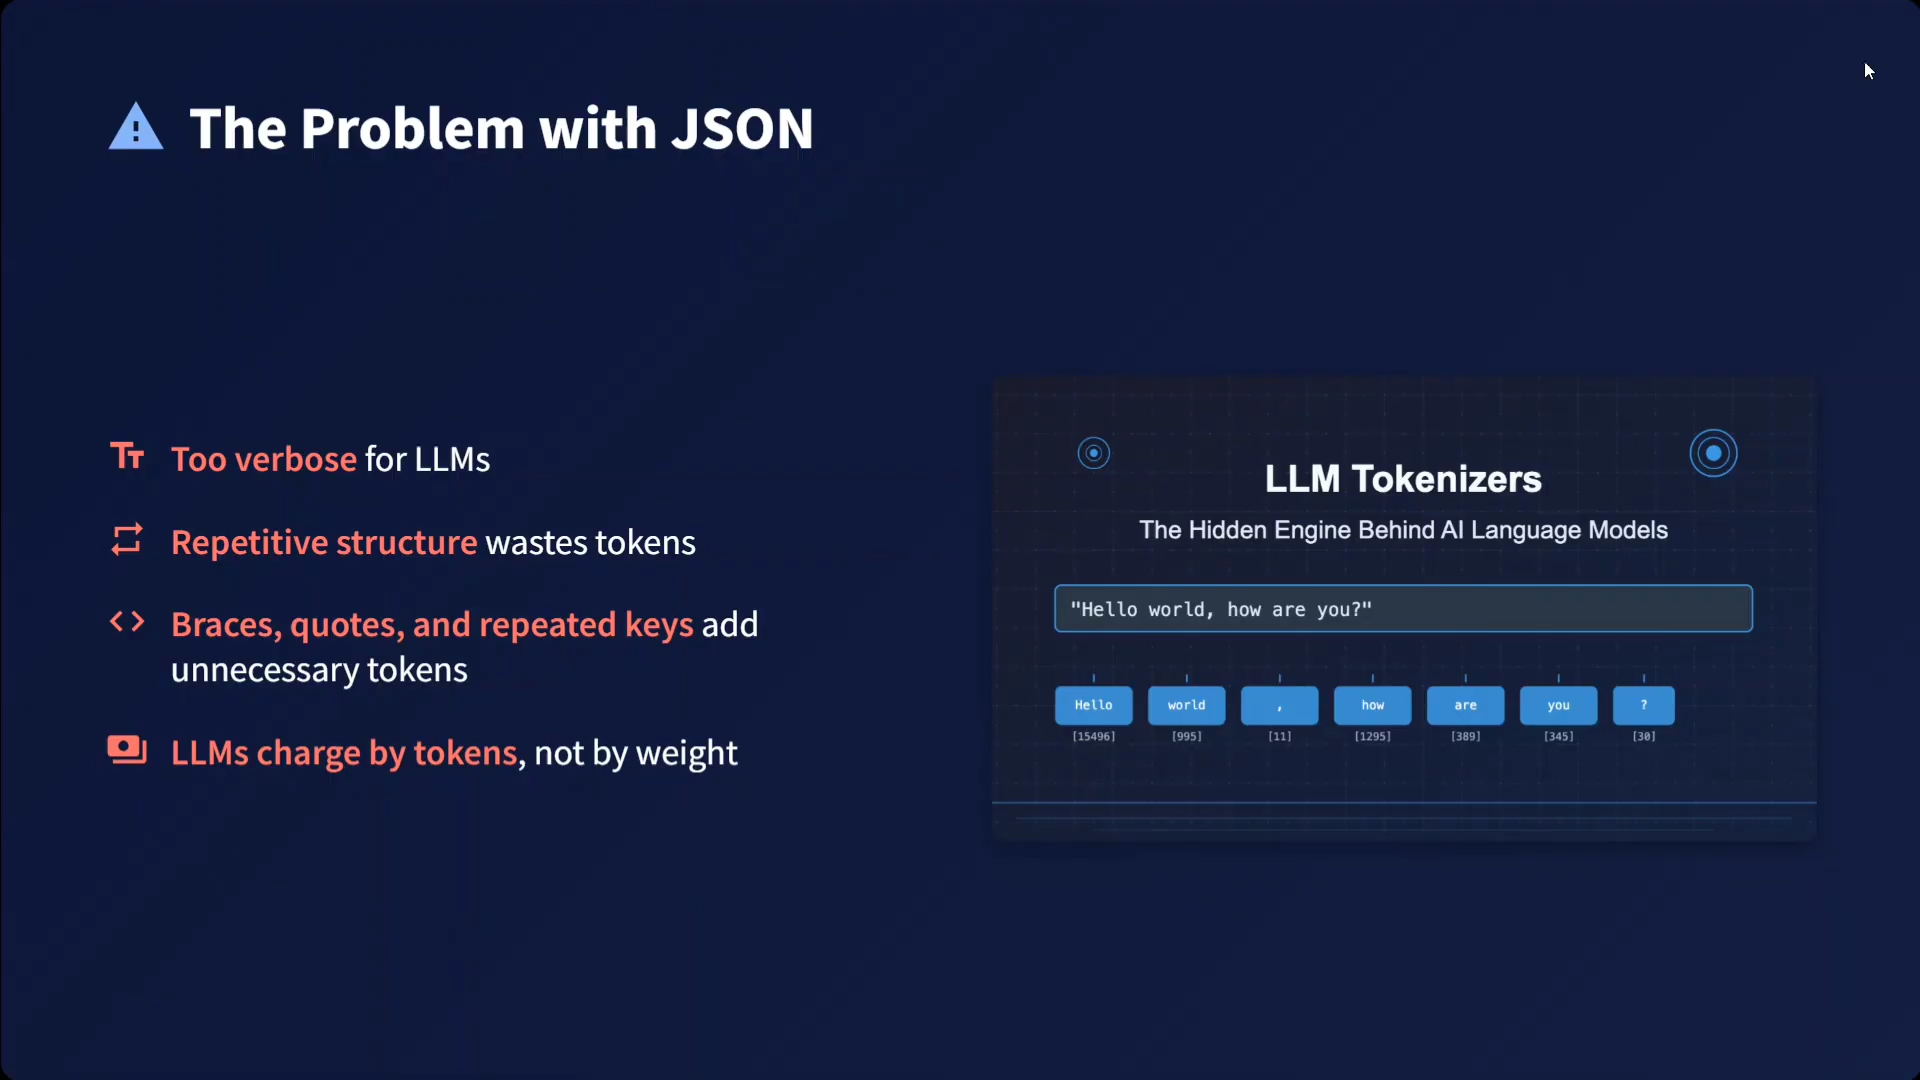 The Problem with JSON
Too verbose for LLMs
Repetitive structure wastes tokens
Braces, quotes, and repeated keys add
unnecessary tokens
LLMs charge by tokens, not by weight
LLM Tokenizers
The Hidden Engine Behind AI Language Models
"Hello world, how are you?"
Hello world , how are you ?
[15496] [995] [11] [1295] [389] [345] [30]